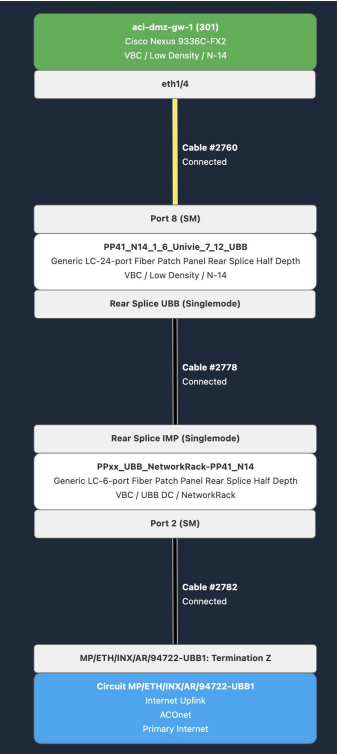 aci-dmz-gw-1 (301)
Cisco Nexus 9336C-FX2
VBC / Low Density / N-14
eth1/4
Cable #2760
Connected
Port 8 (SM)
PP41_N14_1_6_Univie_7_12_UBB
Generic LC-24-port Fiber Patch Panel Rear Splice Half Depth
VBC / Low Density / N-14
Rear Splice UBB (Singlemode)
Cable #2778
Connected
Rear Splice IMP (Singlemode)
PPxx_UBB_NetworkRack-PP41_N14
Generic LC-6-port Fiber Patch Panel Rear Splice Half Depth
VBC / UBB DC / NetworkRack
Port 2 (SM)
Cable #2782
Connected
MP/ETH/INX/AR/94722-UBB1: Termination Z
Circuit MP/ETH/INX/AR/94722-UBB1
Internet Uplink
ACOnet
Primary Internet